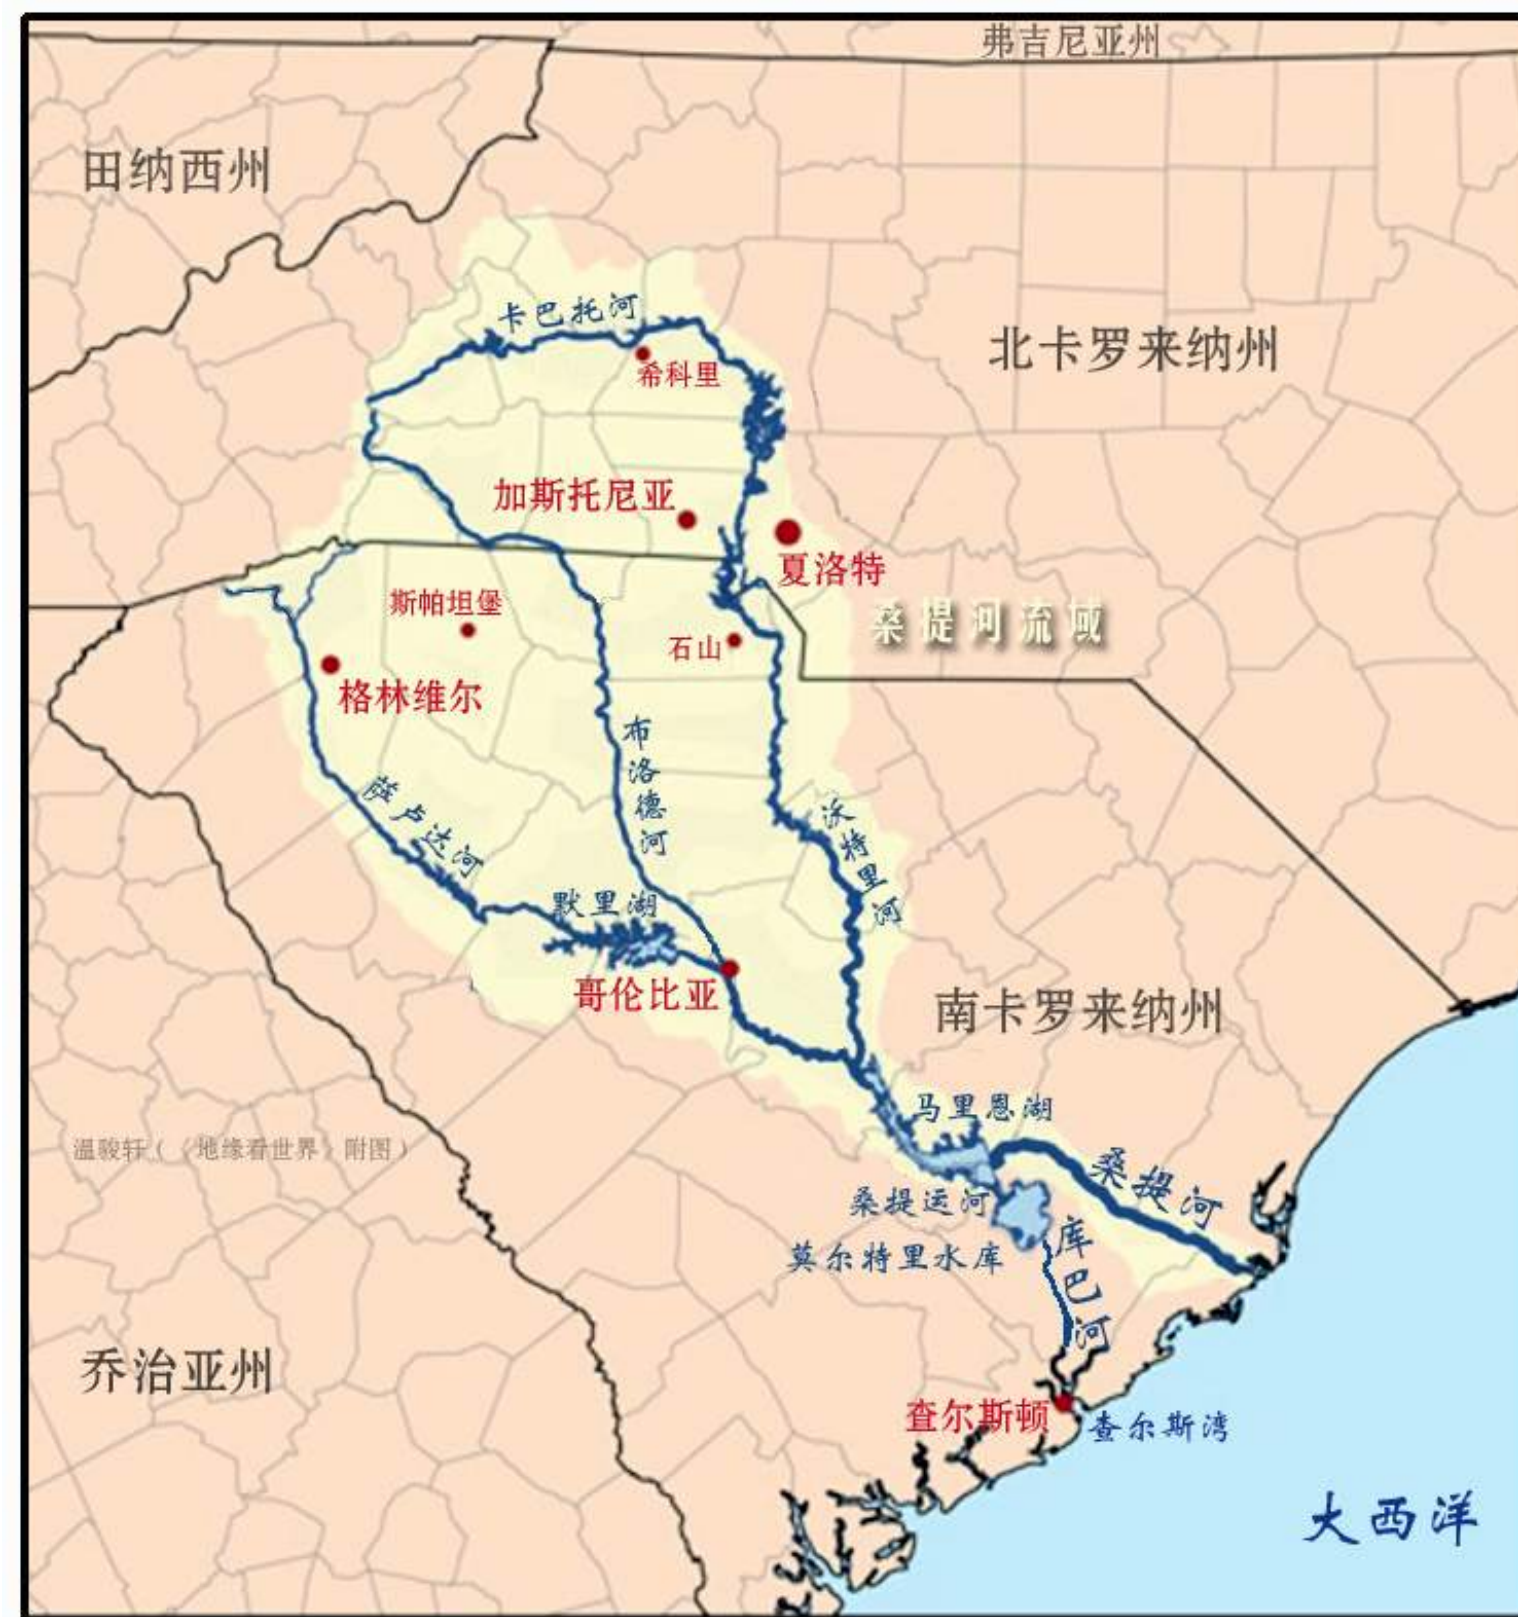 弗吉尼亚州
田纳西州
卡巴托河
北卡罗来纳州
希科里
加斯托尼亚
夏洛特
斯帕坦堡
桑提河流域
石山
格林维尔
布洛德河
萨卢达河
沃特里河
默里湖
哥伦比亚
南卡罗来纳州
马里恩湖
温骏轩(《地缘看世界》附图)
桑提河
桑提运河
库巴河
莫尔特里水库
乔治亚州
查尔斯顿
查尔斯湾
大西洋